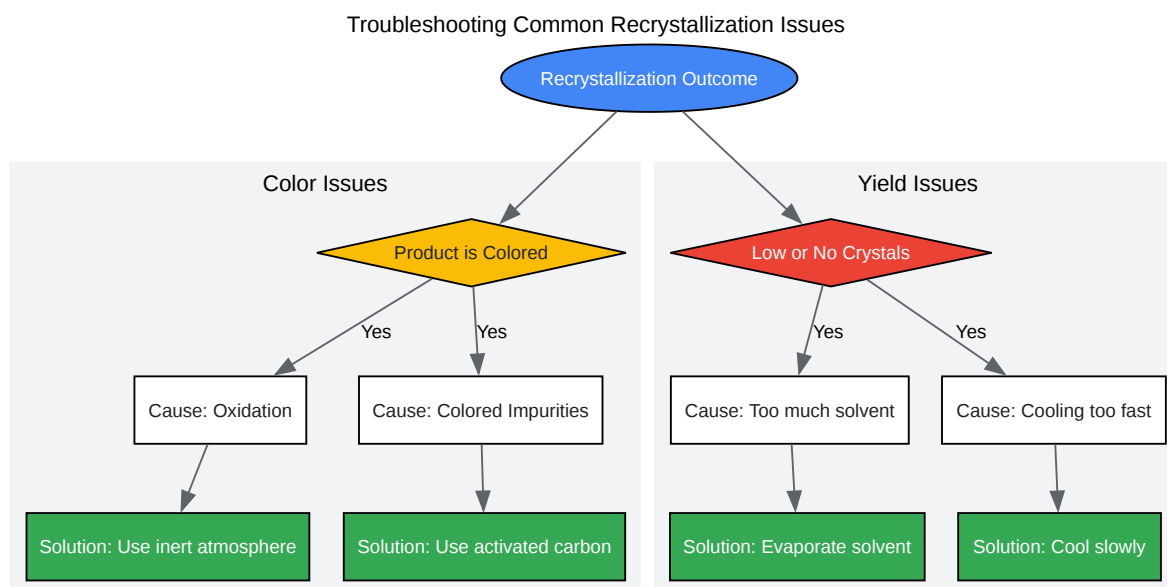 Troubleshooting Common Recrystallization Issues
Recrystallization Outcome
Color Issues
Yield Issues
Product is Colored
Low or No Crystals
Yes
Yes
Yes
Yes
Cause: Oxidation
Cause: Colored Impurities
Cause: Too much solvent
Cause: Cooling too fast
Solution: Use inert atmosphere
Solution: Use activated carbon
Solution: Evaporate solvent
Solution: Cool slowly